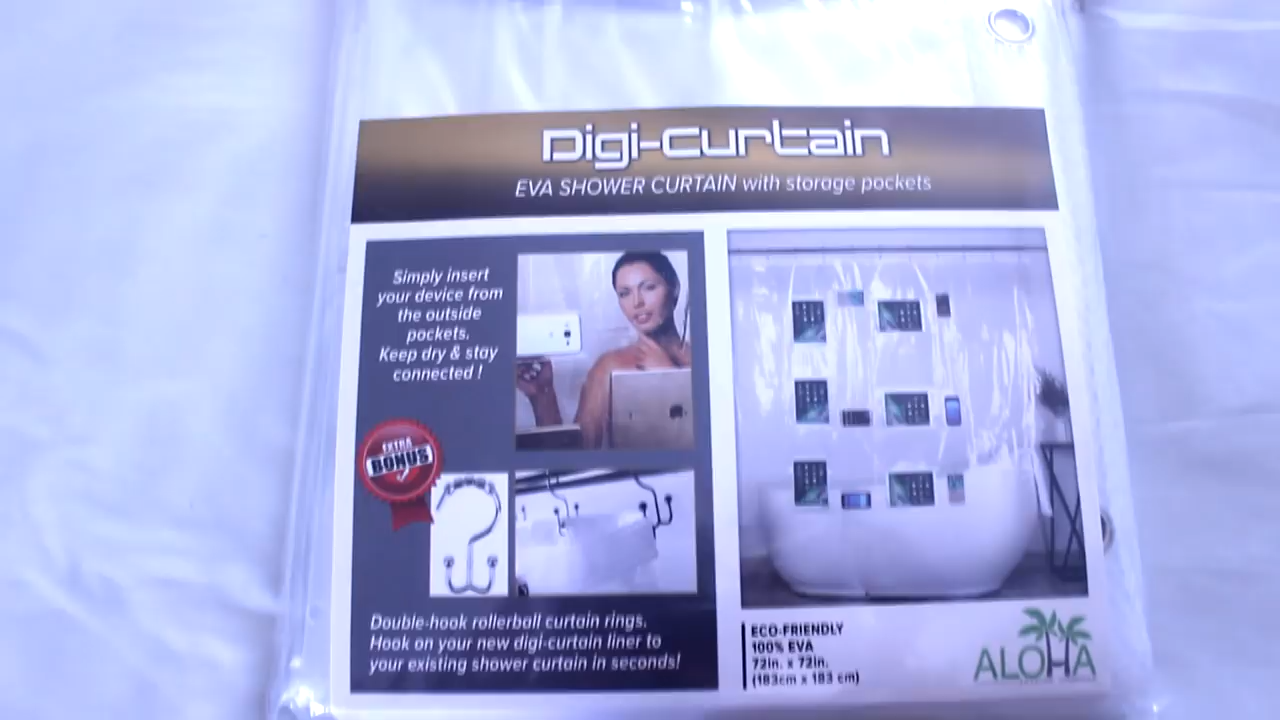 Digi-Curtain
EVA SHOWER CURTAIN with storage pockets
Simply insert
your device from
the outside
pockets.
Keep dry & stay
connected !
EXTRA
BONUS
Double-hook rollerball curtain rings.
Hook on your new digi-curtain liner to
your existing shower curtain in seconds!
ECO-FRIENDLY
100% EVA
72in. x 72in.
(183cm x 183 cm)
ALOHA